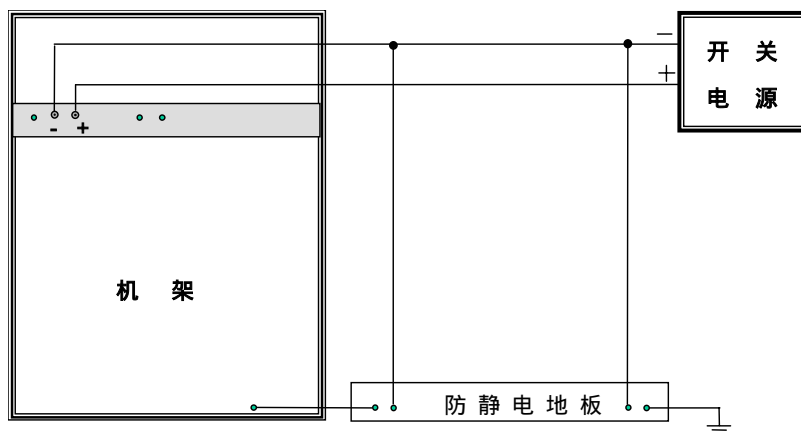 －
开 关
＋
电 源
- +
机 架
防 静 电 地 板